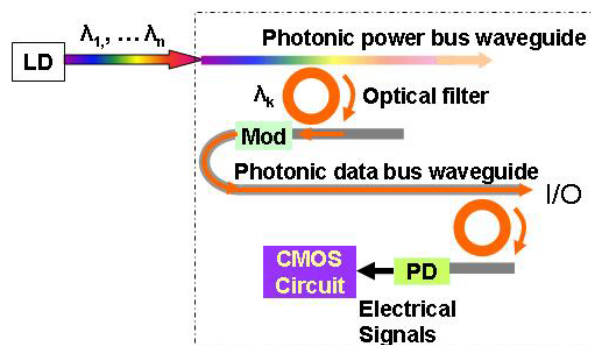 λ1, ... λn
LD
Photonic power bus waveguide
λk
Optical filter
Mod
Photonic data bus waveguide
I/O
CMOS
Circuit
PD
Electrical
Signals